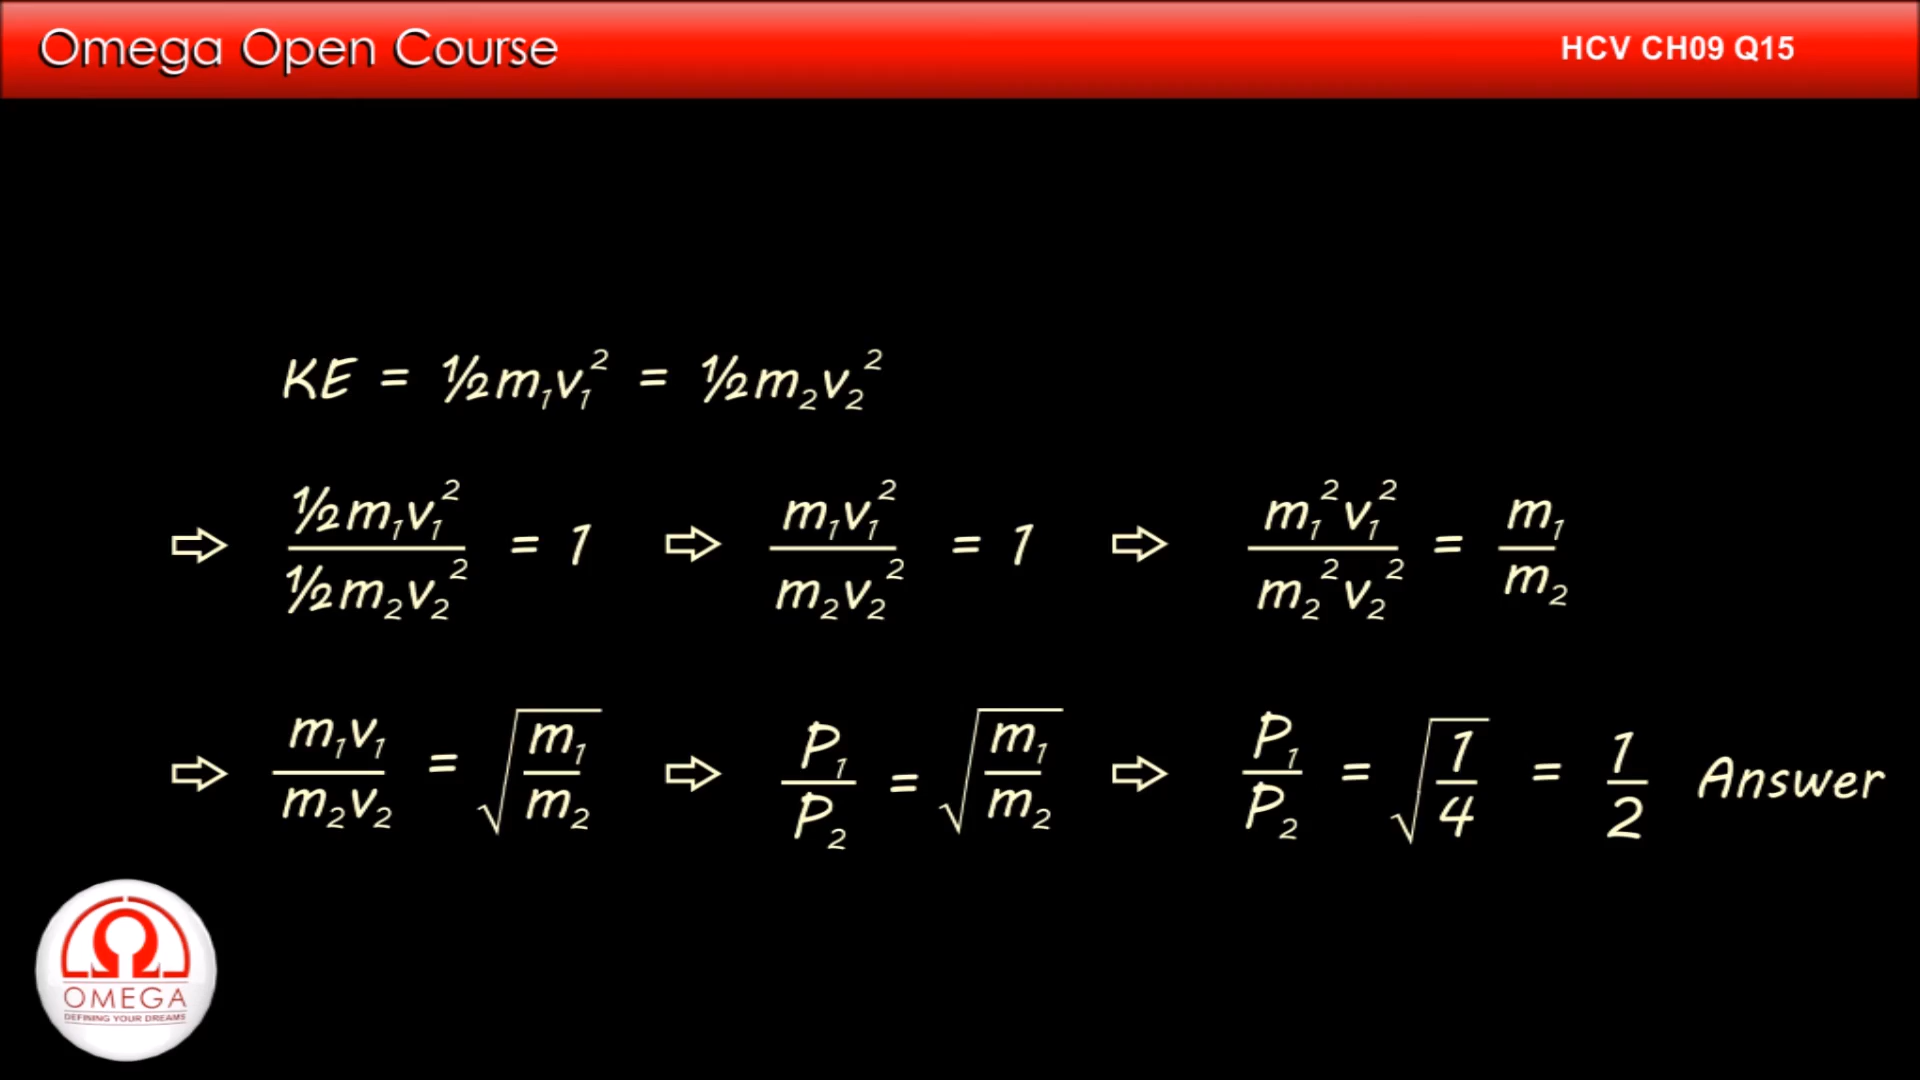 Omega Open Course
HCV CH09 Q15
KE = ½m₁v₁² = ½m₂v₂²
⇨ ½m₁v₁² / ½m₂v₂² = 1 ⇨ m₁v₁² / m₂v₂² = 1 ⇨ m₁²v₁² / m₂²v₂² = m₁ / m₂
⇨ m₁v₁ / m₂v₂ = √(m₁ / m₂) ⇨ P₁ / P₂ = √(m₁ / m₂) ⇨ P₁ / P₂ = √(1 / 4) = 1 / 2 Answer
Ω
OMEGA
DEFINING YOUR DREAMS